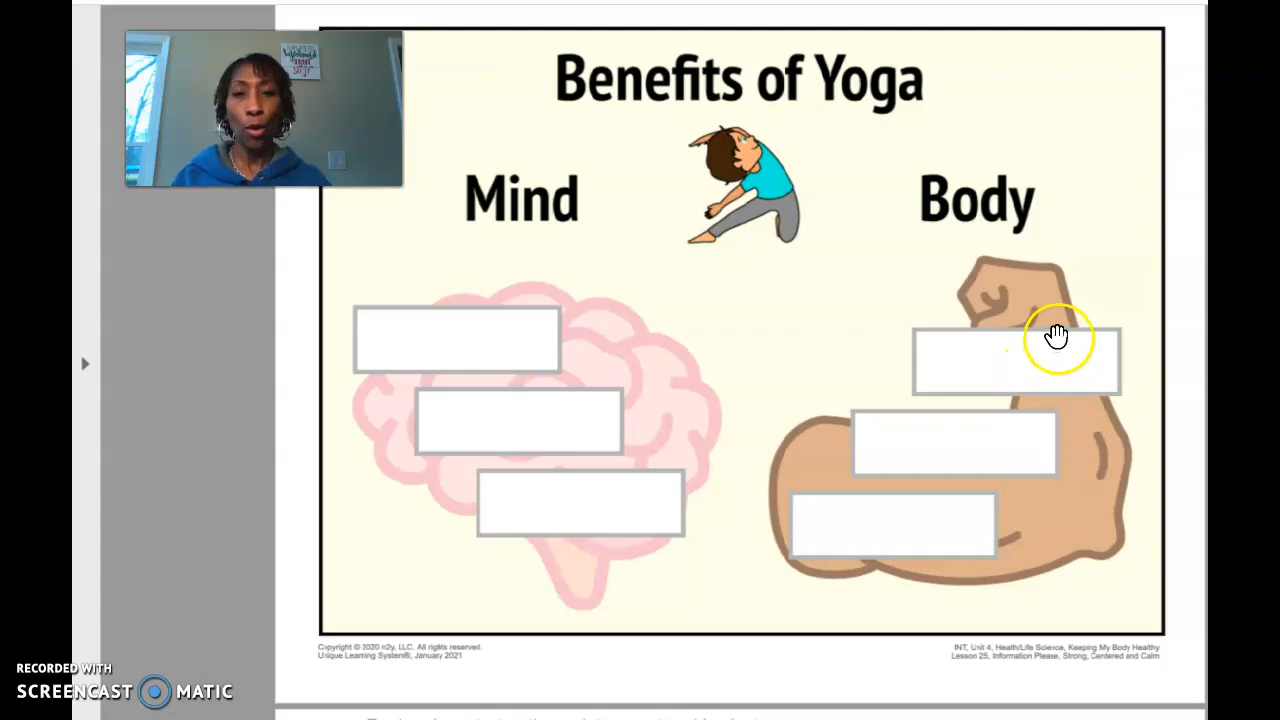 Benefits of Yoga
Mind
Body
Copyright © 2020 n2y, LLC. All rights reserved.
Unique Learning System®, January 2021
INT, Unit 4, Health/Life Science, Keeping My Body Healthy
Lesson 25, Information Please, Strong, Centered and Calm
RECORDED WITH
SCREENCAST MATIC